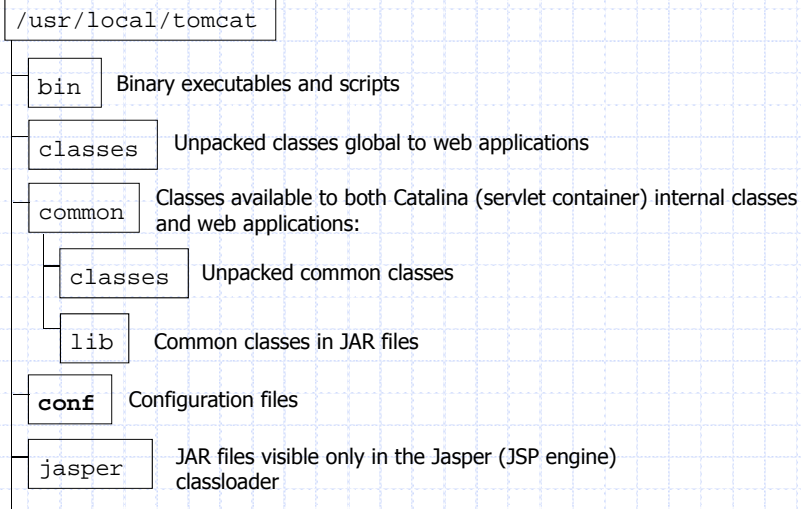 /usr/local/tomcat
bin Binary executables and scripts
classes Unpacked classes global to web applications
common Classes available to both Catalina (servlet container) internal classes
and web applications:
classes Unpacked common classes
lib Common classes in JAR files
conf Configuration files
jasper JAR files visible only in the Jasper (JSP engine)
classloader